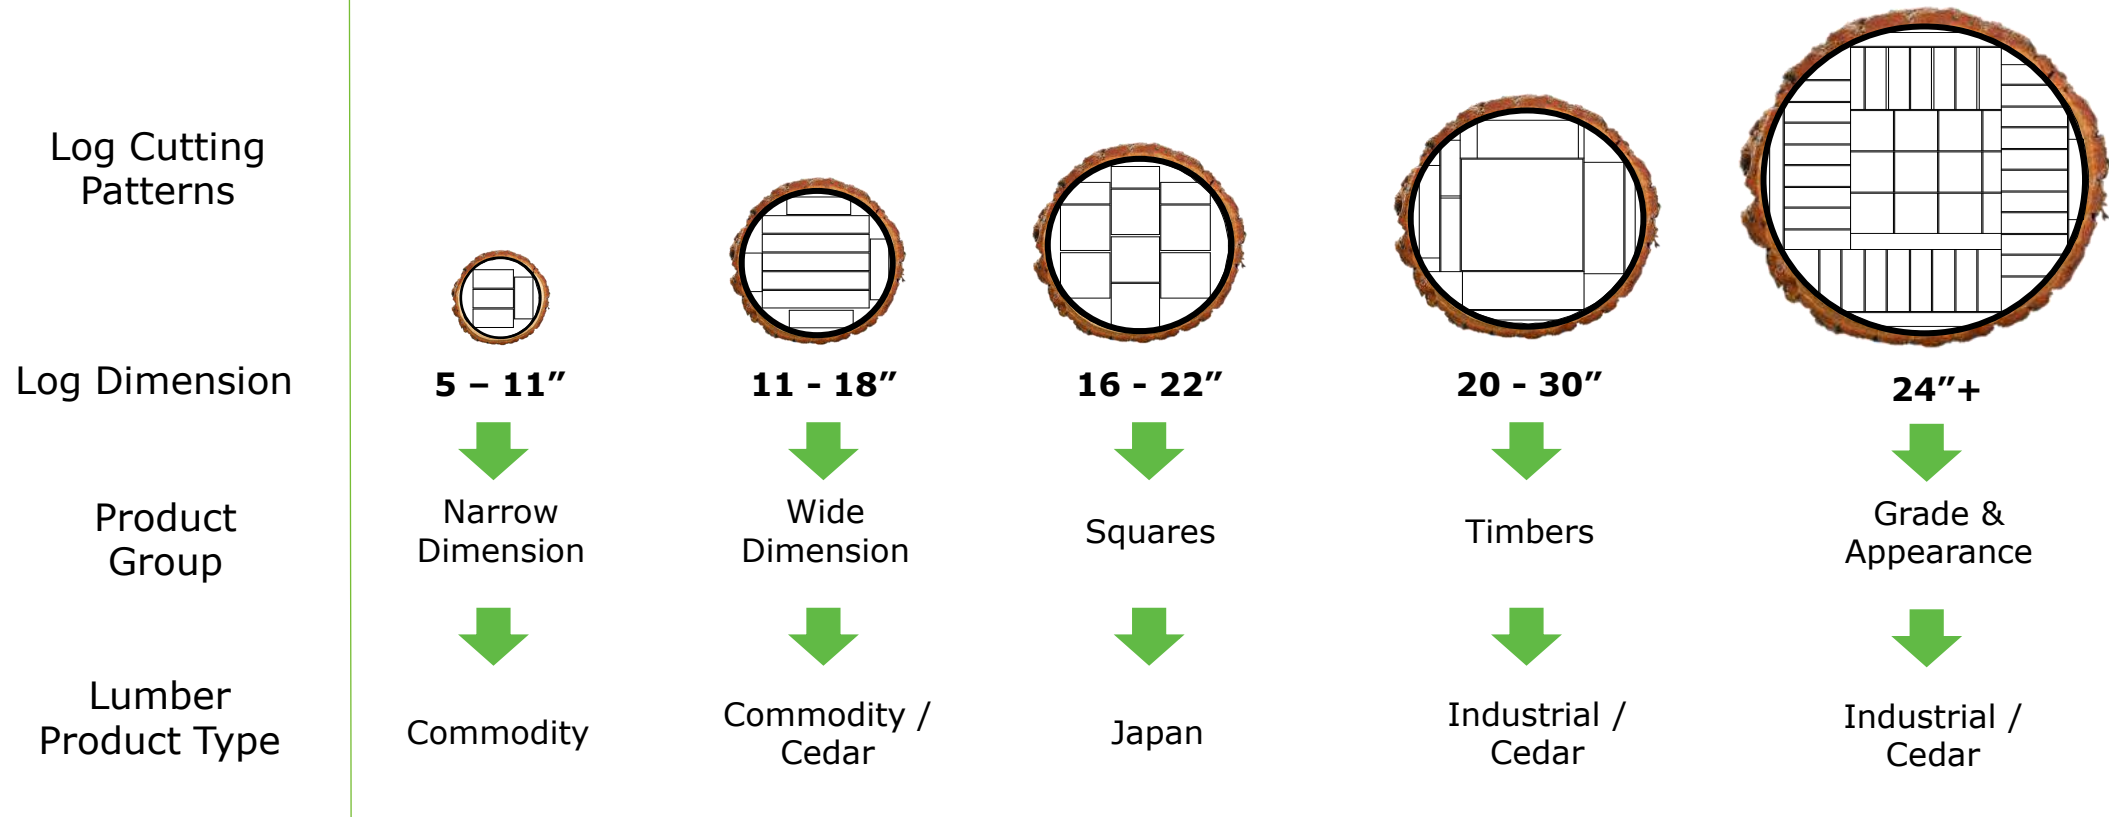 Log Cutting
Patterns
Log Dimension
5 – 11”
11 - 18”
16 - 22”
20 - 30”
24”+
Product
Group
Narrow
Dimension
Wide
Dimension
Squares
Timbers
Grade &
Appearance
Lumber
Product Type
Commodity
Commodity /
Cedar
Japan
Industrial /
Cedar
Industrial /
Cedar